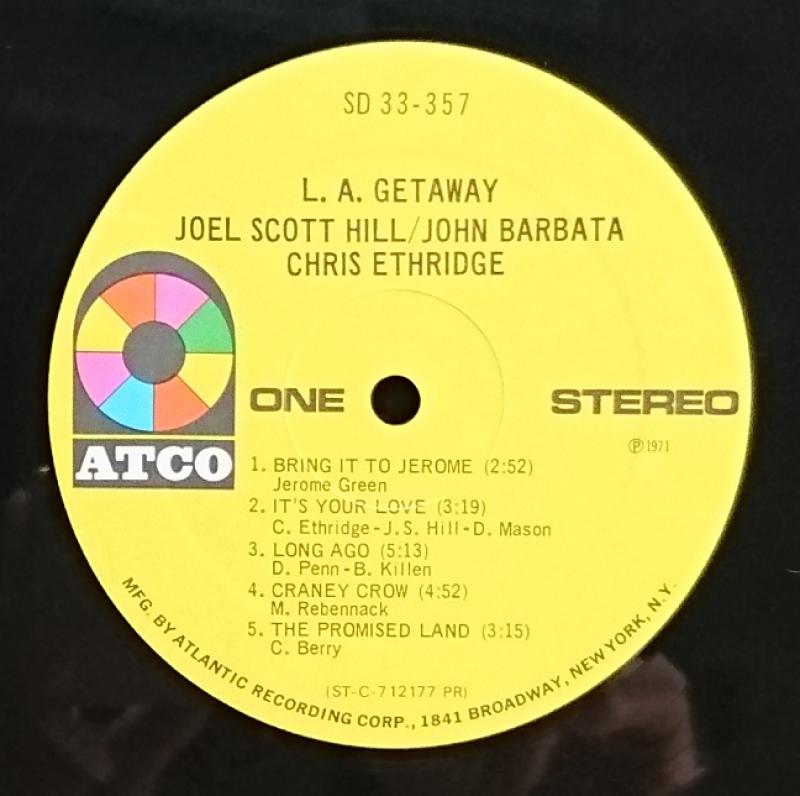 SD 33-357
L. A. GETAWAY
JOEL SCOTT HILL/JOHN BARBATA
CHRIS ETHRIDGE
ONE
STEREO
℗ 1971
ATCO
1. BRING IT TO JEROME (2:52)
Jerome Green
2. IT'S YOUR LOVE (3:19)
C. Ethridge-J.S. Hill-D. Mason
3. LONG AGO (5:13)
D. Penn-B. Killen
4. CRANEY CROW (4:52)
M. Rebennack
5. THE PROMISED LAND (3:15)
C. Berry
(ST-C-712177 PR)
MFG. BY ATLANTIC RECORDING CORP., 1841 BROADWAY, NEW YORK, N.Y.